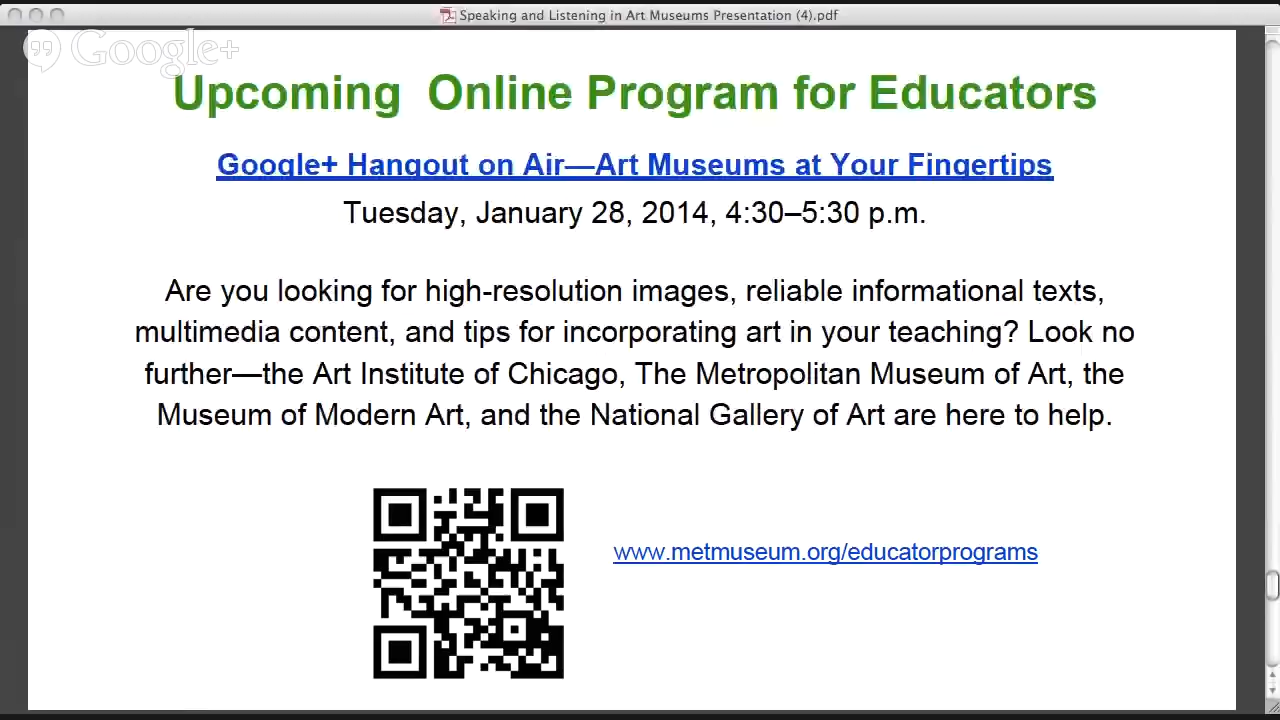 Speaking and Listening in Art Museums Presentation (4).pdf
Google+
Upcoming Online Program for Educators
Google+ Hangout on Air—Art Museums at Your Fingertips
Tuesday, January 28, 2014, 4:30–5:30 p.m.
Are you looking for high-resolution images, reliable informational texts,
multimedia content, and tips for incorporating art in your teaching? Look no
further—the Art Institute of Chicago, The Metropolitan Museum of Art, the
Museum of Modern Art, and the National Gallery of Art are here to help.
www.metmuseum.org/educatorprograms